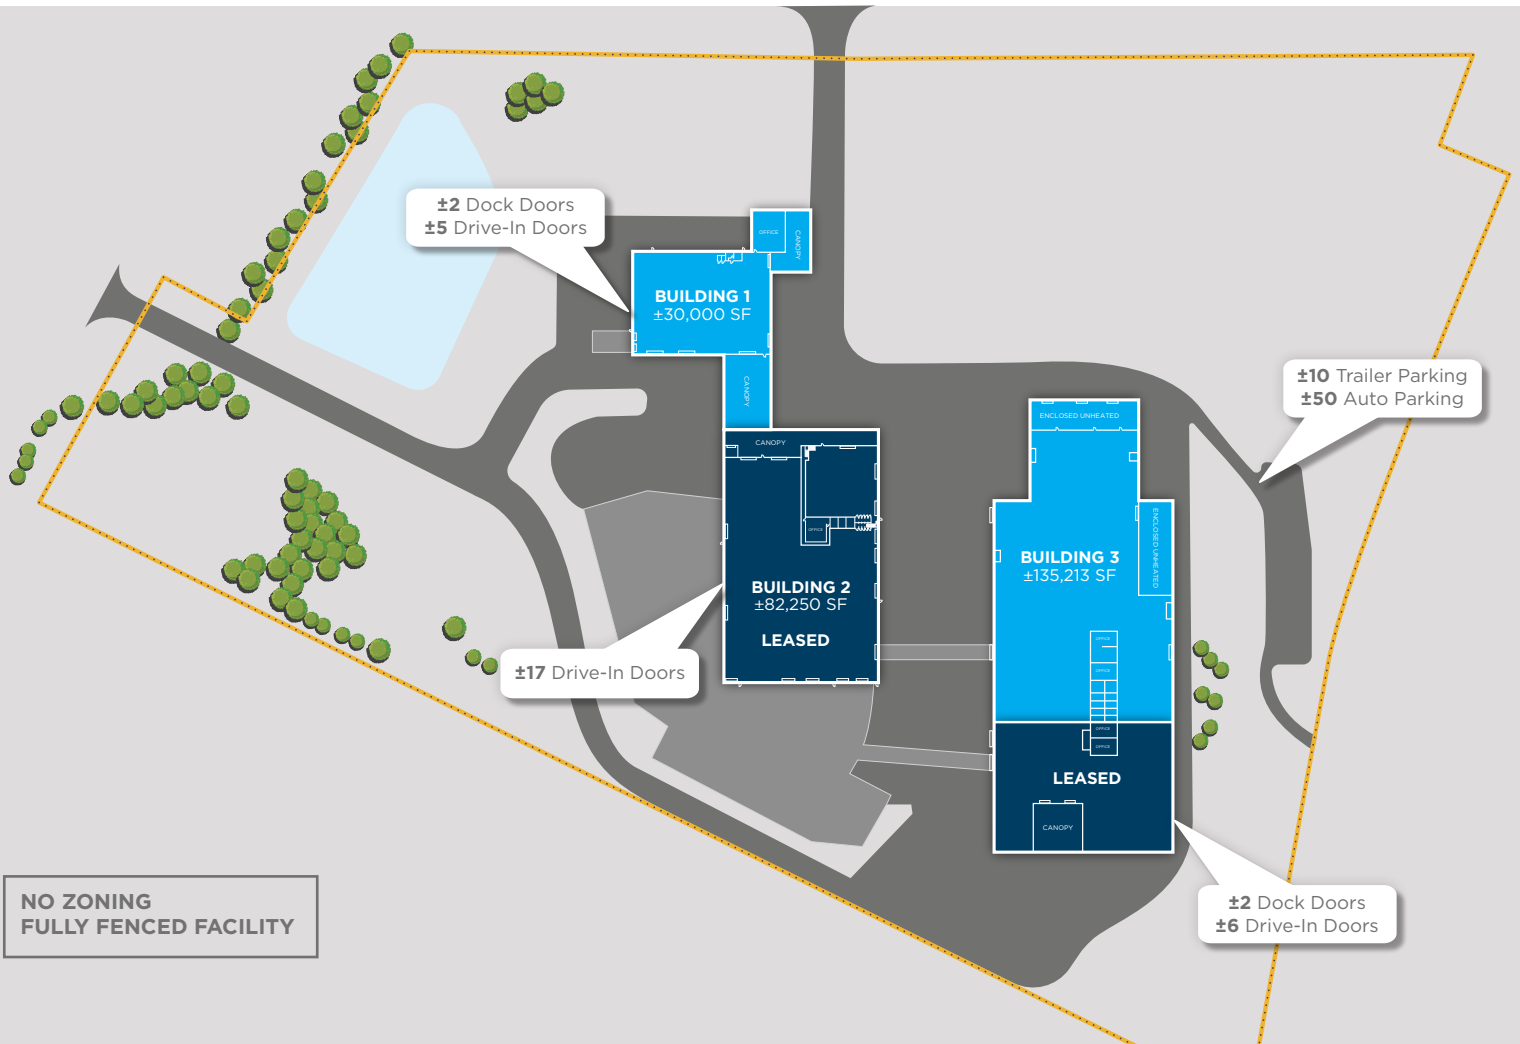 ±2 Dock Doors
±5 Drive-In Doors
OFFICE
CANOPY
BUILDING 1
±30,000 SF
CANOPY
±10 Trailer Parking
±50 Auto Parking
ENCLOSED UNHEATED
CANOPY
OFFICE
ENCLOSED UNHEATED
BUILDING 3
±135,213 SF
BUILDING 2
±82,250 SF
LEASED
OFFICE
±17 Drive-In Doors
OFFICE
OFFICE
OFFICE
LEASED
CANOPY
±2 Dock Doors
±6 Drive-In Doors
NO ZONING
FULLY FENCED FACILITY